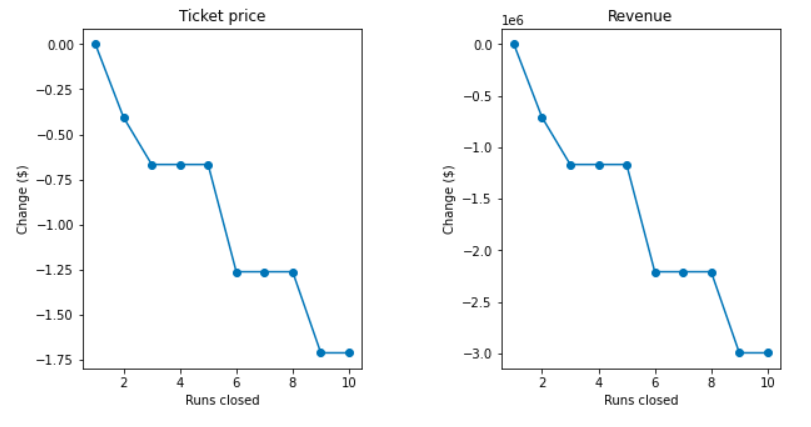 Ticket price
0.00
−0.25
−0.50
−0.75
−1.00
−1.25
−1.50
−1.75
Change ($)
2 4 6 8 10
Runs closed
Revenue
1e6
0.0
−0.5
−1.0
−1.5
−2.0
−2.5
−3.0
Change ($)
2 4 6 8 10
Runs closed